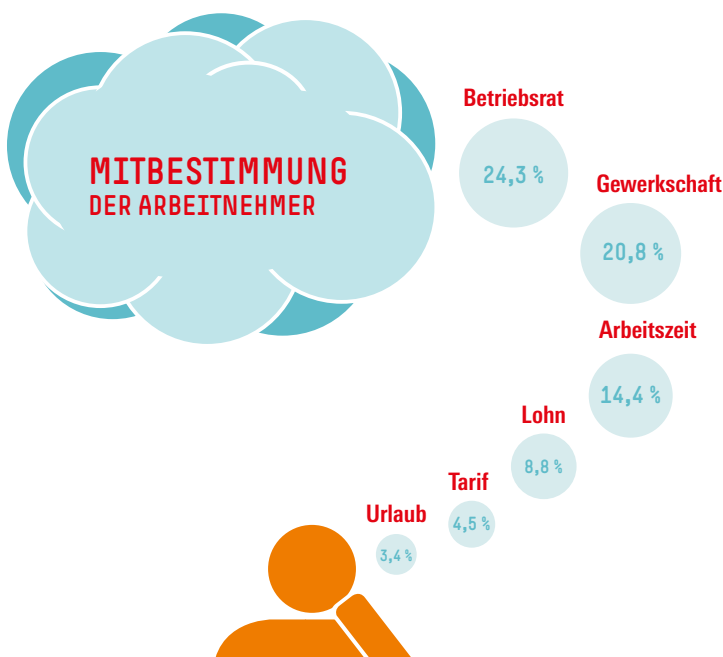 MITBESTIMMUNG
DER ARBEITNEHMER
Betriebsrat
24,3 %
Gewerkschaft
20,8 %
Arbeitszeit
14,4 %
Lohn
8,8 %
Tarif
4,5 %
Urlaub
3,4 %